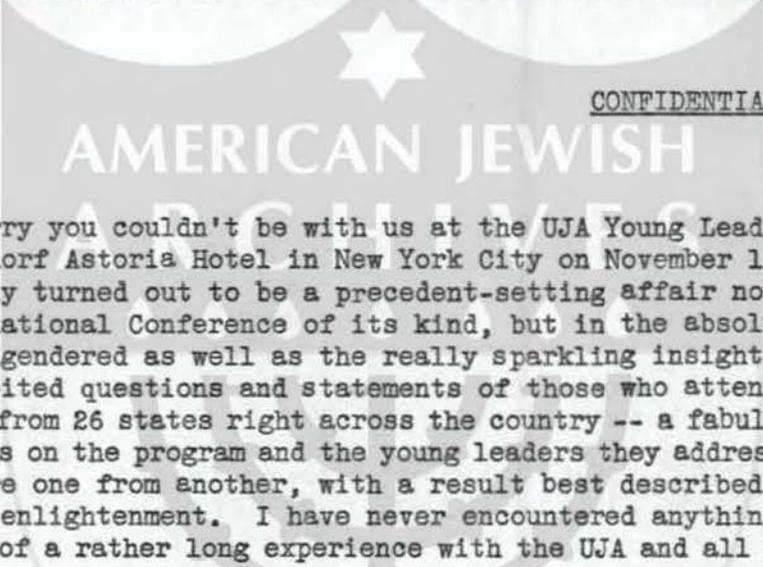 CONFIDENTIA
AMERICAN JEWISH
ARCHIVES
rry you couldn't be with us at the UJA Young Lead
orf Astoria Hotel in New York City on November 1
y turned out to be a precedent-setting affair no
ational Conference of its kind, but in the absol
gendered as well as the really sparkling insight
ited questions and statements of those who atten
from 26 states right across the country -- a fabul
s on the program and the young leaders they addres
e one from another, with a result best described
enlightenment. I have never encountered anythin
of a rather long experience with the UJA and all